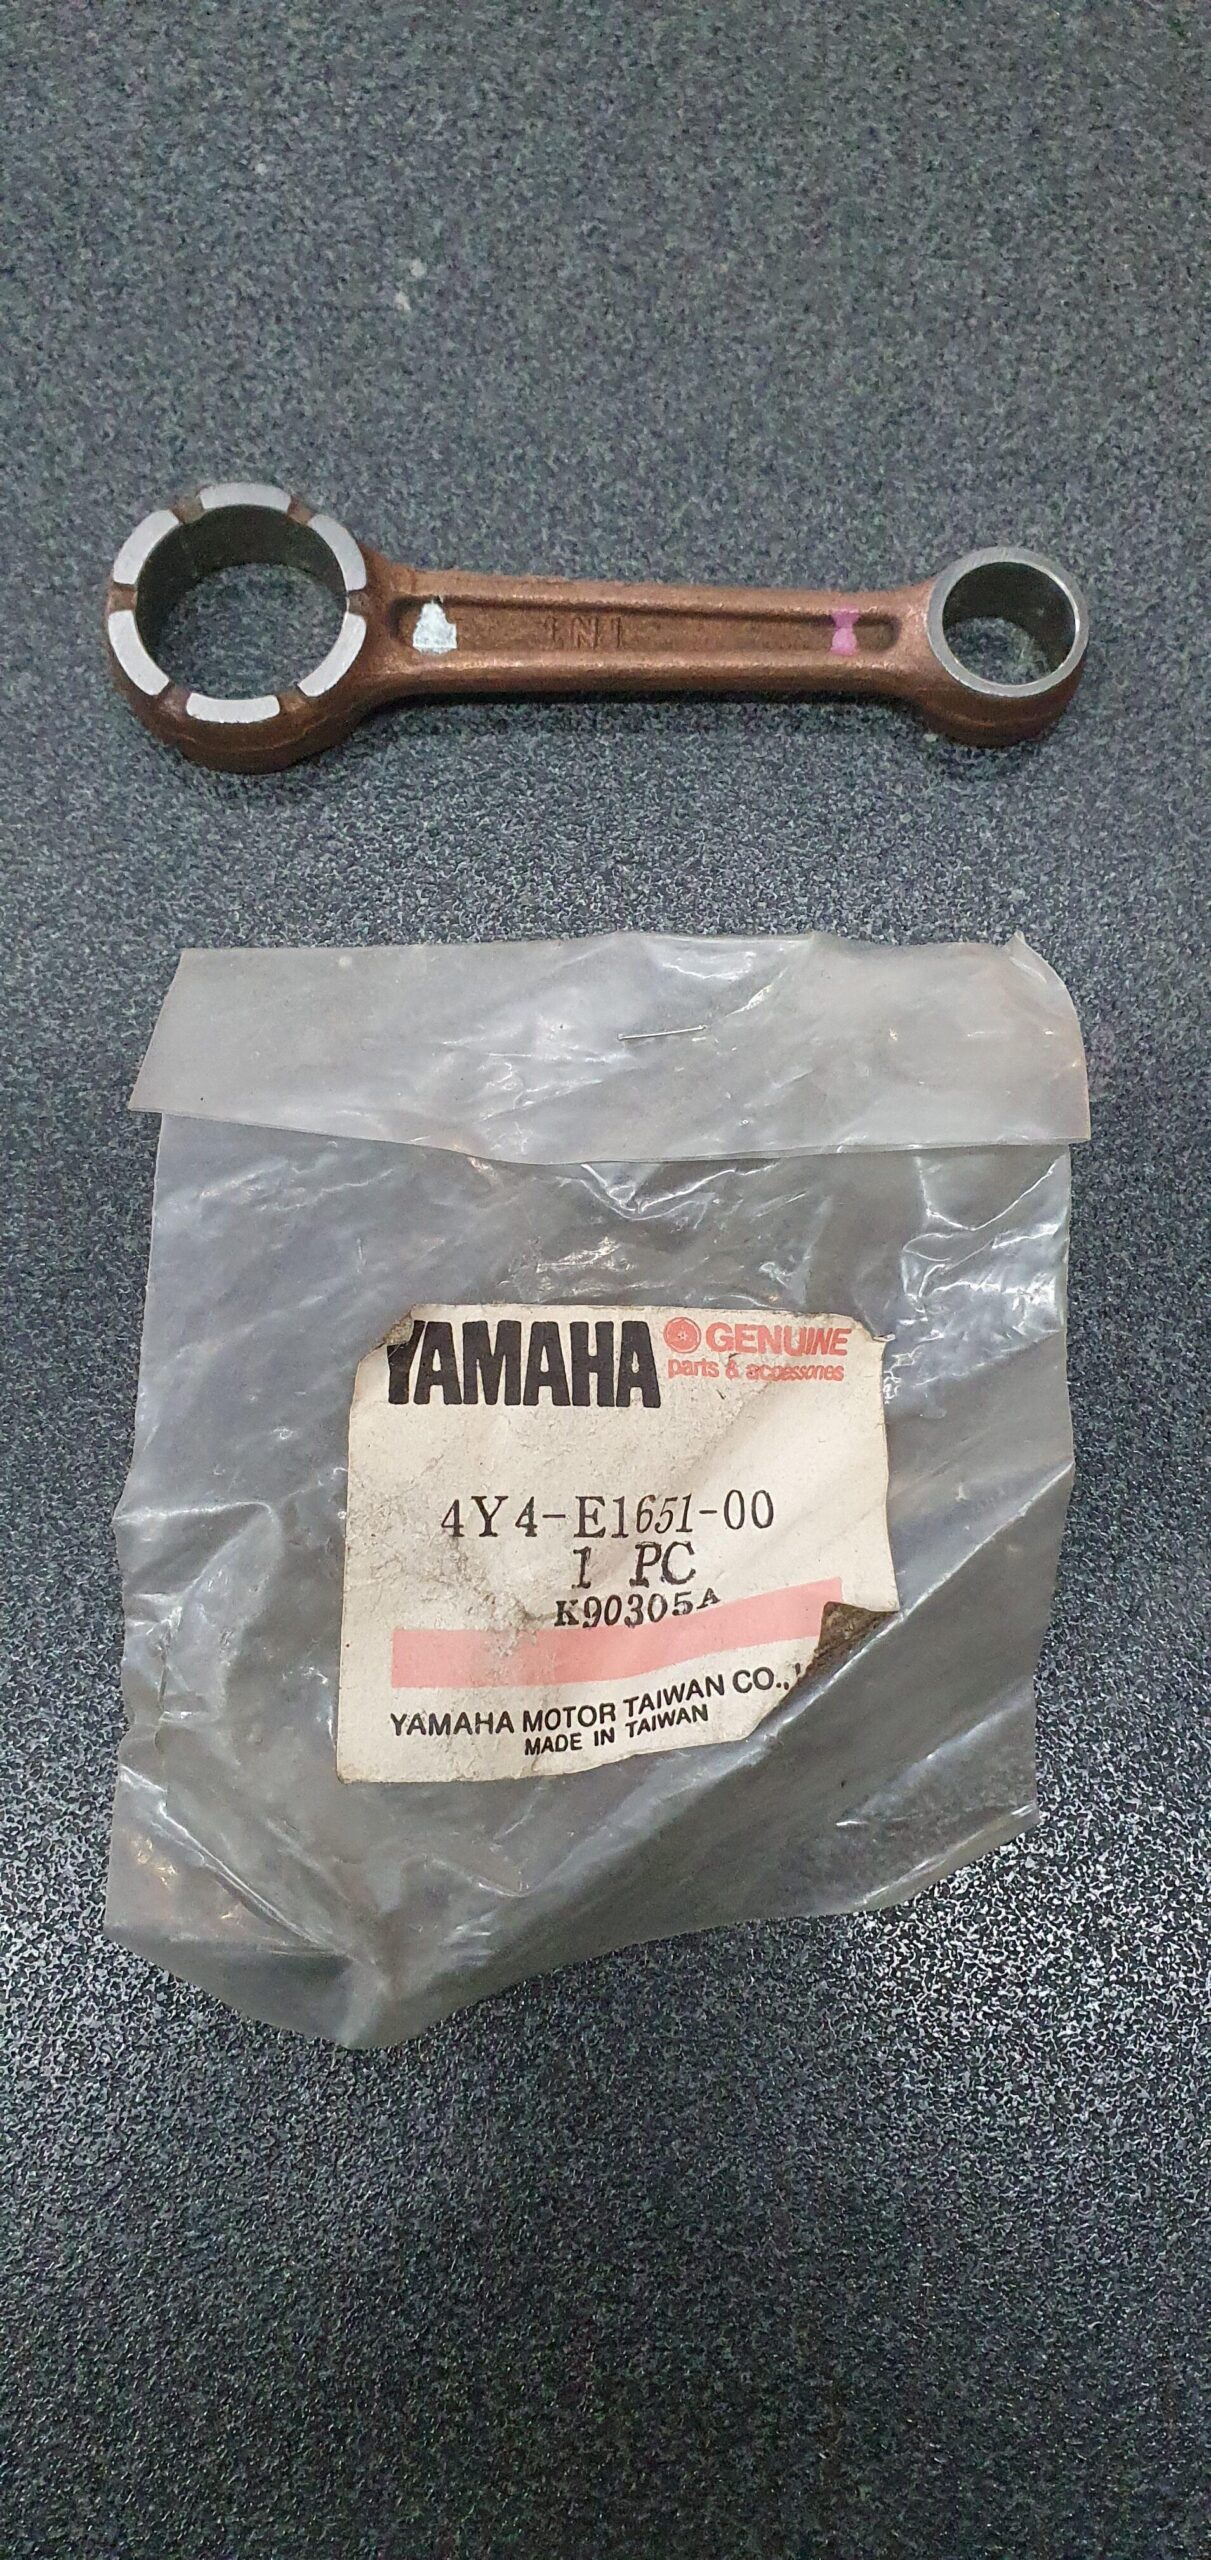 1N1
YAMAHA GENUINE
parts & accessories
4Y4-E1651-00
1 PC
K90305A
YAMAHA MOTOR TAIWAN CO.,
MADE IN TAIWAN